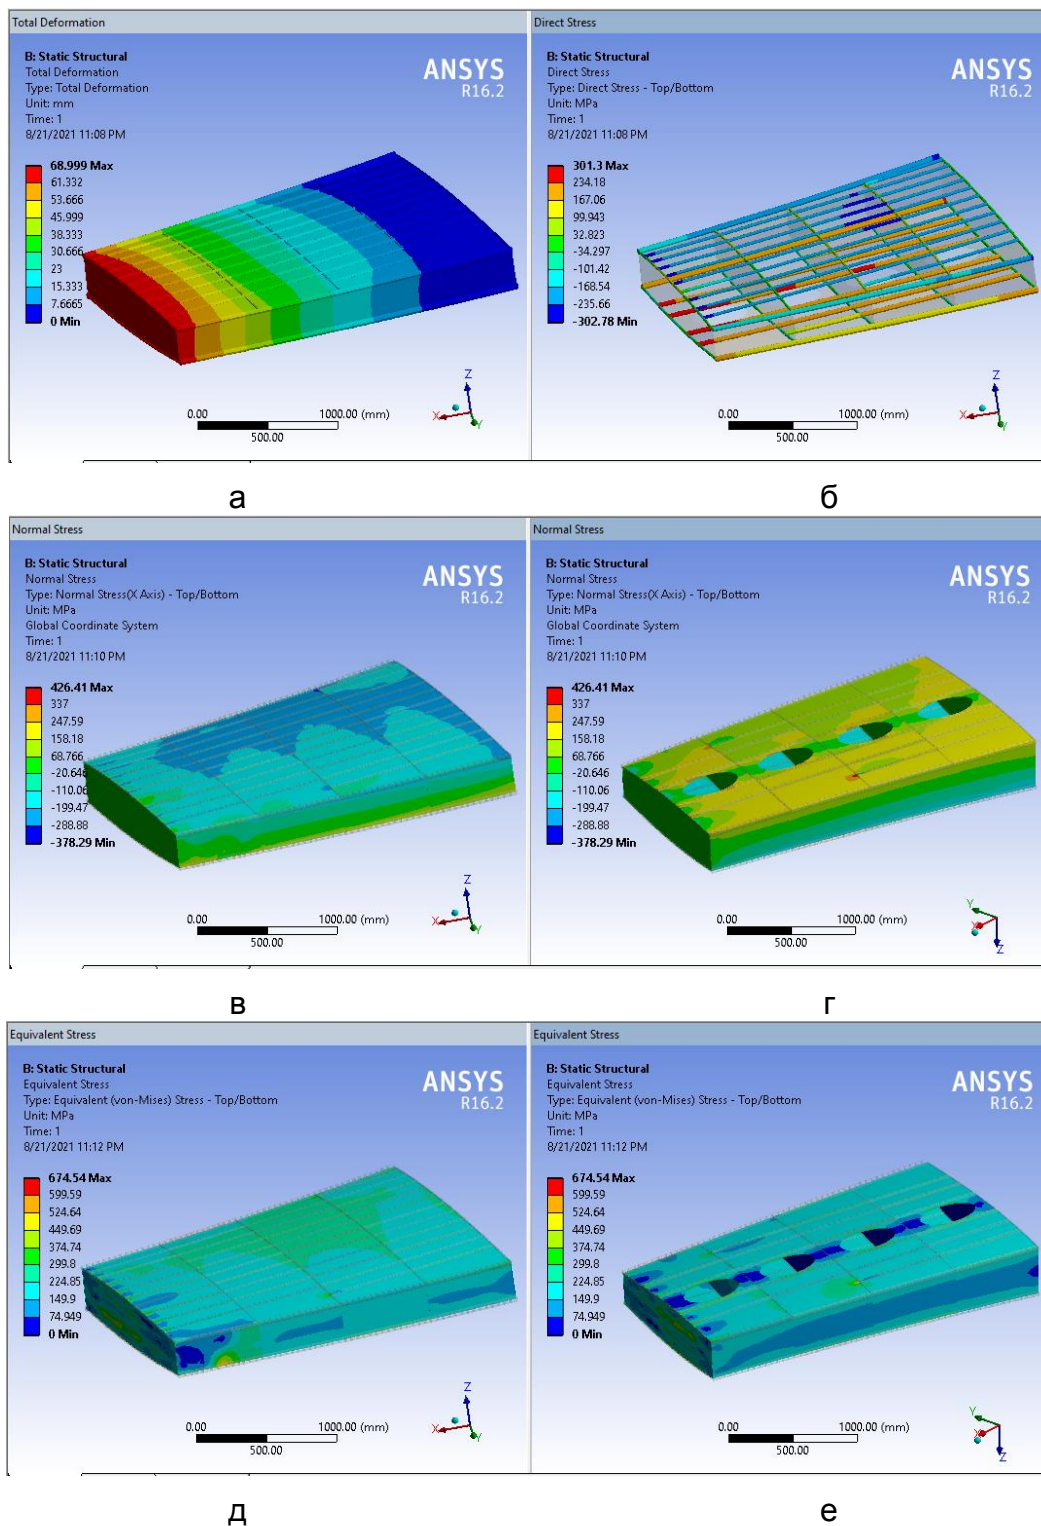 Total Deformation
B: Static Structural
Total Deformation
Type: Total Deformation
Unit: mm
Time: 1
8/21/2021 11:08 PM
ANSYS
R16.2
68.999 Max
61.332
53.666
45.999
38.333
30.666
23
15.333
7.6665
0 Min
Z
X
Y
0.00
1000.00 (mm)
500.00
а
Direct Stress
B: Static Structural
Direct Stress
Type: Direct Stress - Top/Bottom
Unit: MPa
Time: 1
8/21/2021 11:08 PM
ANSYS
R16.2
301.3 Max
234.18
167.06
99.943
32.823
-34.297
-101.42
-168.54
-235.66
-302.78 Min
Z
X
Y
0.00
1000.00 (mm)
500.00
б
Normal Stress
B: Static Structural
Normal Stress
Type: Normal Stress(X Axis) - Top/Bottom
Unit: MPa
Global Coordinate System
Time: 1
8/21/2021 11:10 PM
ANSYS
R16.2
426.41 Max
337
247.59
158.18
68.766
-20.646
-110.06
-199.47
-288.88
-378.29 Min
Z
X
Y
0.00
1000.00 (mm)
500.00
в
Normal Stress
B: Static Structural
Normal Stress
Type: Normal Stress(X Axis) - Top/Bottom
Unit: MPa
Global Coordinate System
Time: 1
8/21/2021 11:10 PM
ANSYS
R16.2
426.41 Max
337
247.59
158.18
68.766
-20.646
-110.06
-199.47
-288.88
-378.29 Min
Y
X
Z
0.00
1000.00 (mm)
500.00
г
Equivalent Stress
B: Static Structural
Equivalent Stress
Type: Equivalent (von-Mises) Stress - Top/Bottom
Unit: MPa
Time: 1
8/21/2021 11:12 PM
ANSYS
R16.2
674.54 Max
599.59
524.64
449.69
374.74
299.8
224.85
149.9
74.949
0 Min
Z
X
Y
0.00
1000.00 (mm)
500.00
д
Equivalent Stress
B: Static Structural
Equivalent Stress
Type: Equivalent (von-Mises) Stress - Top/Bottom
Unit: MPa
Time: 1
8/21/2021 11:12 PM
ANSYS
R16.2
674.54 Max
599.59
524.64
449.69
374.74
299.8
224.85
149.9
74.949
0 Min
Y
X
Z
0.00
1000.00 (mm)
500.00
е